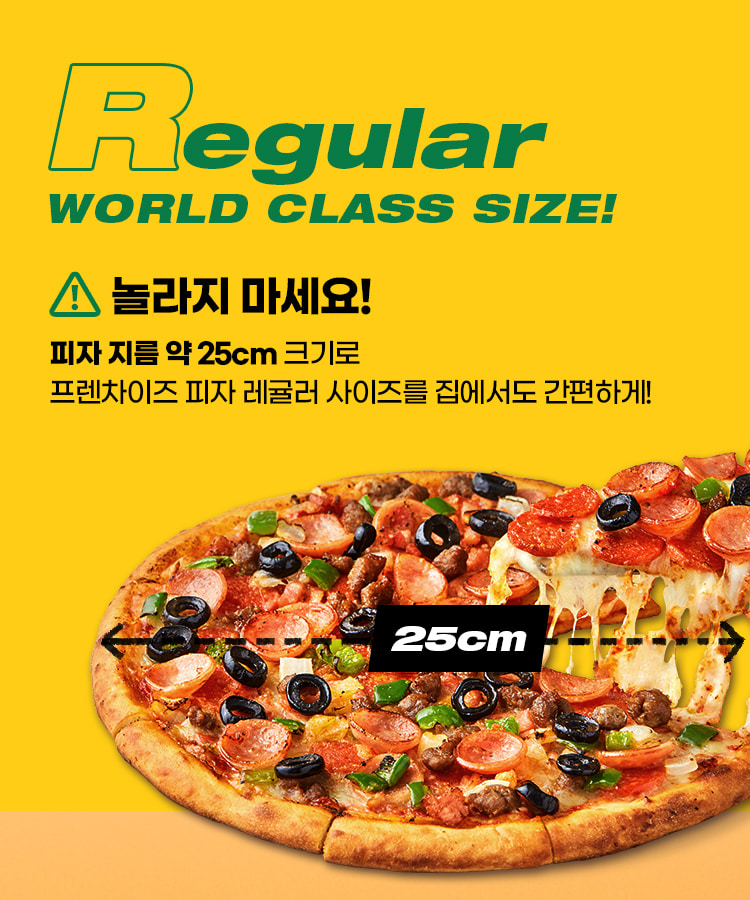 Regular
WORLD CLASS SIZE!
놀라지 마세요!
피자 지름 약 25cm 크기로
프렌차이즈 피자 레귤러 사이즈를 집에서도 간편하게!
25cm